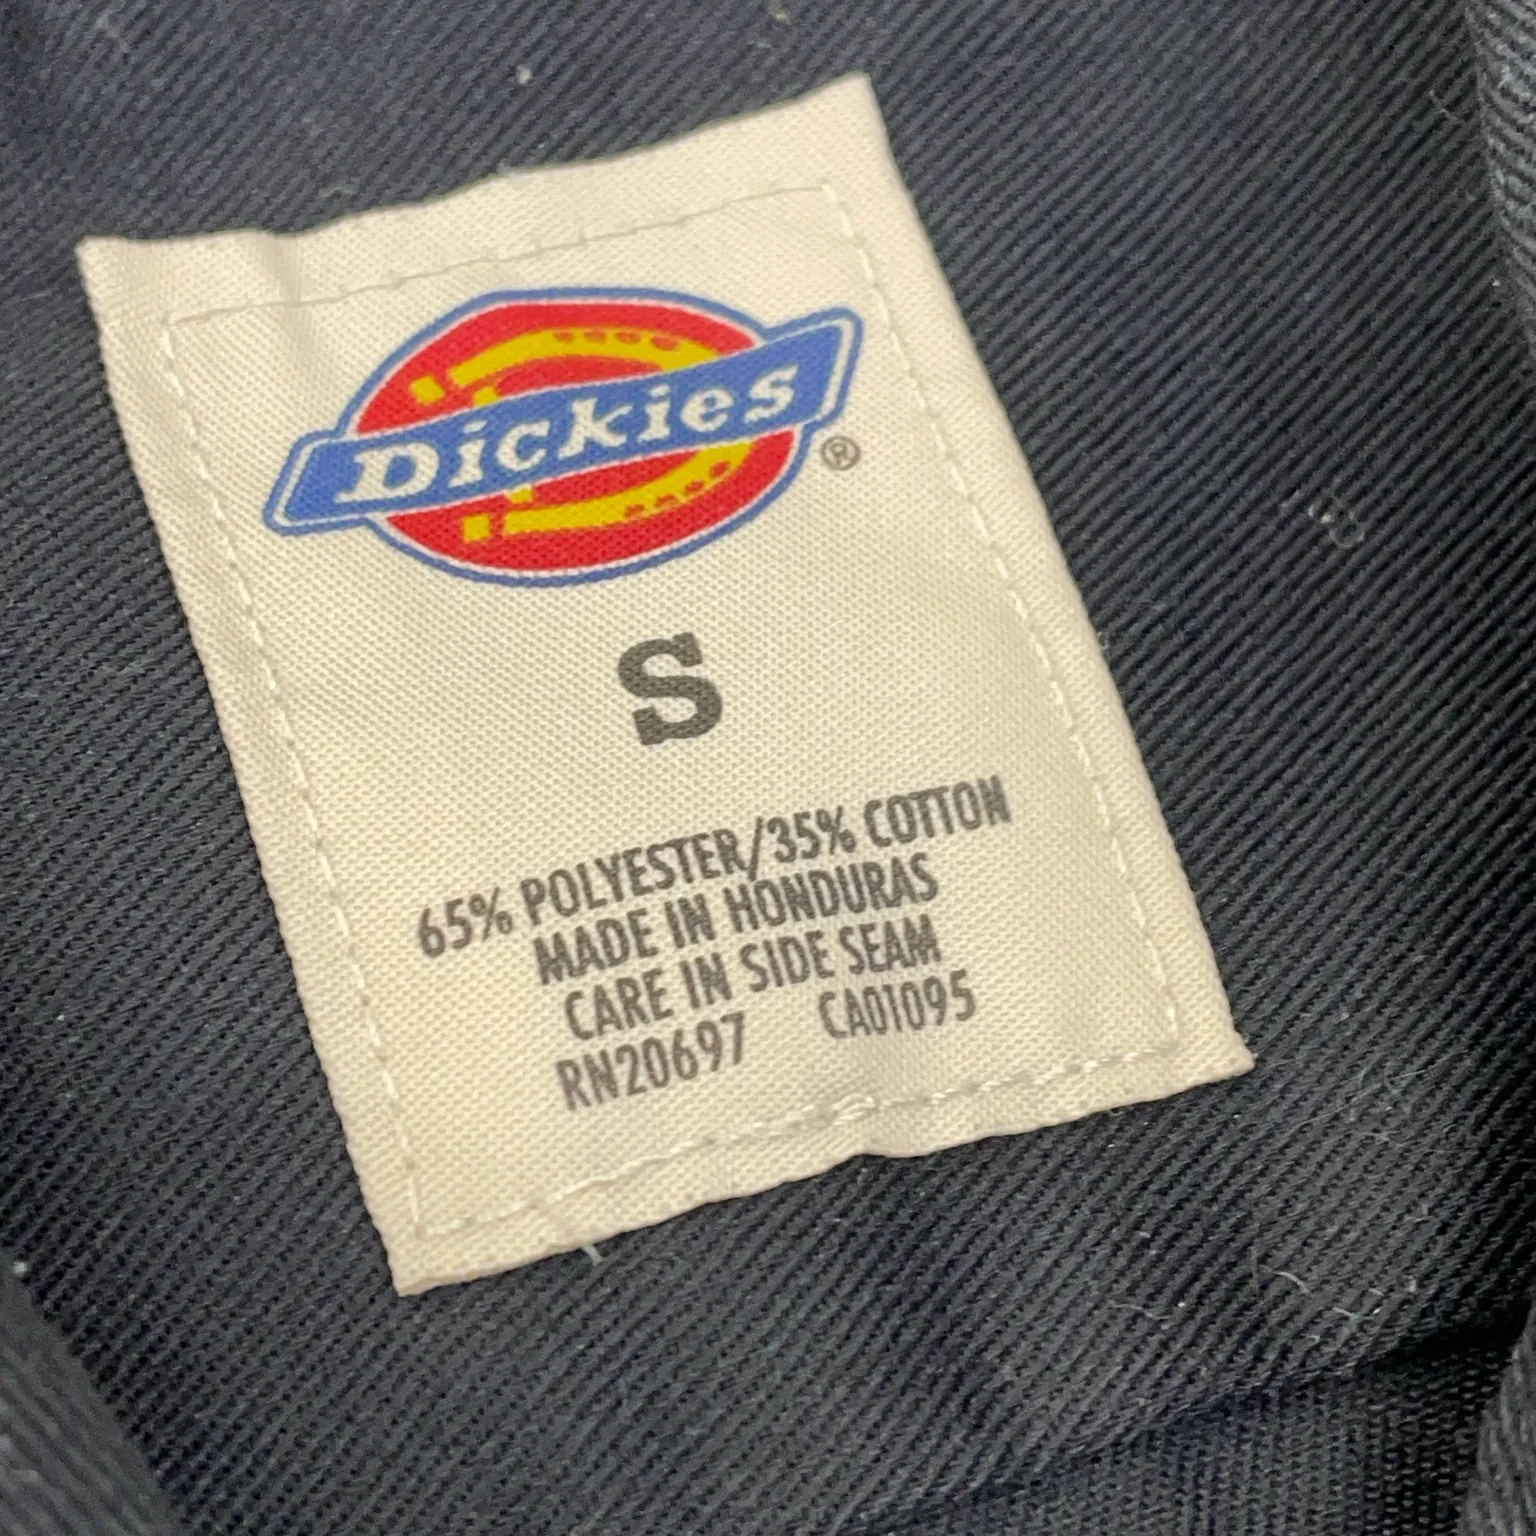 Dickies®
S
65% POLYESTER/35% COTTON
MADE IN HONDURAS
CARE IN SIDE SEAM
RN20697 CA01095